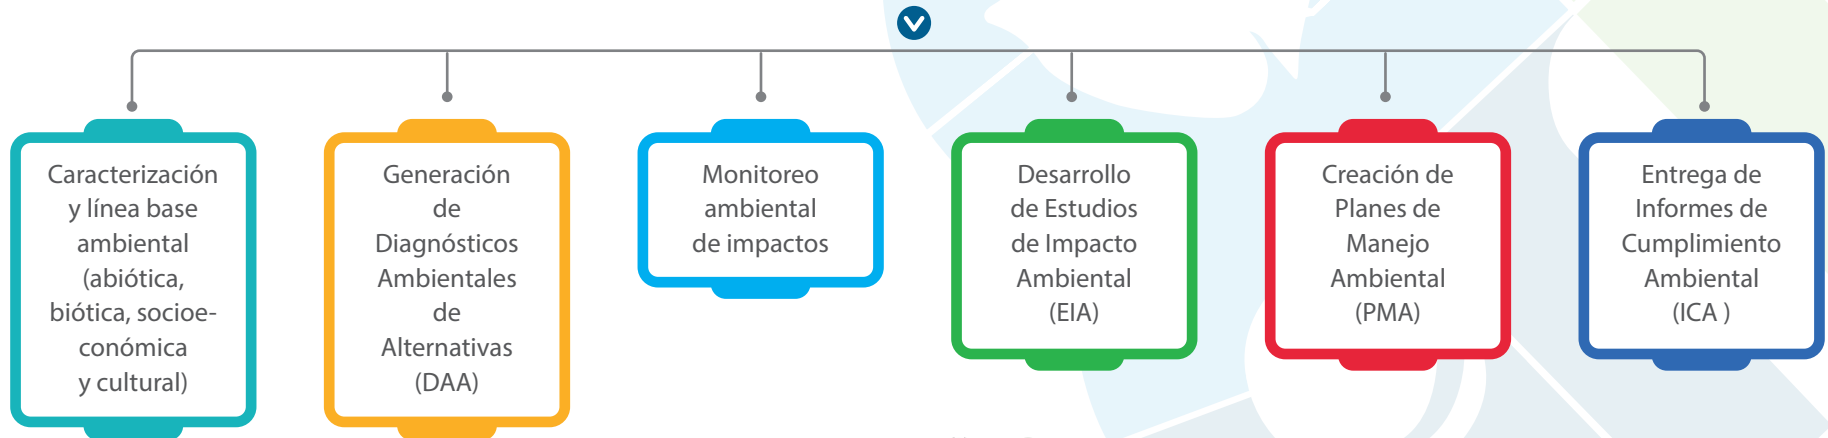 Caracterización
y línea base
ambiental
(abiótica,
biótica, socioe-
conómica
y cultural)
Generación
de
Diagnósticos
Ambientales
de
Alternativas
(DAA)
Monitoreo
ambiental
de impactos
Desarrollo
de Estudios
de Impacto
Ambiental
(EIA)
Creación de
Planes de
Manejo
Ambiental
(PMA)
Entrega de
Informes de
Cumplimiento
Ambiental
(ICA )